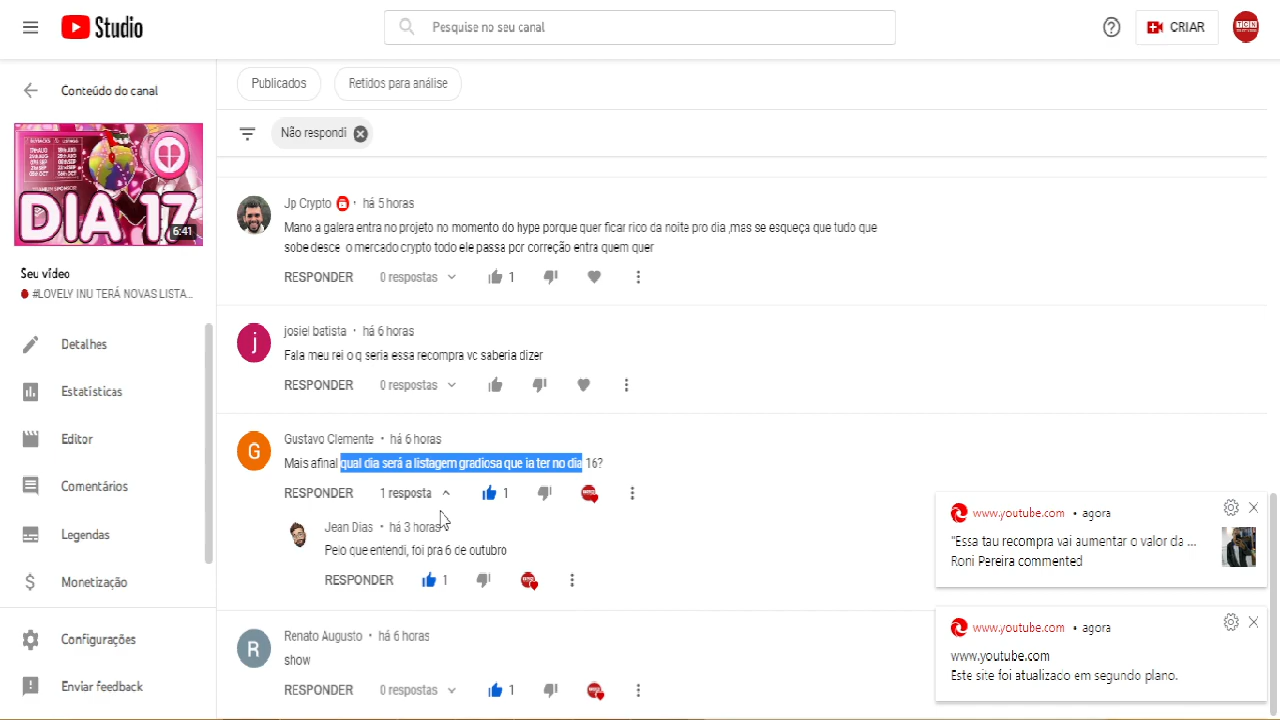 Studio
Pesquise no seu canal
CRIAR
Conteúdo do canal
DIA 17
6:41
Seu vídeo
#LOVELY INU TERÁ NOVAS LISTA...
Detalhes
Estatísticas
Editor
Comentários
Legendas
Monetização
Configurações
Enviar feedback
Publicados
Retidos para análise
Não respondi
Jp Crypto • há 5 horas
Mano a galera entra no projeto no momento do hype porque quer ficar rico da noite pro dia ,mas se esqueça que tudo que
sobe desce o mercado crypto todo ele passa por correção entra quem quer
RESPONDER 0 respostas 1
josiel batista • há 6 horas
Fala meu rei o q seria essa recompra vc saberia dizer
RESPONDER 0 respostas
G
Gustavo Clemente • há 6 horas
Mais afinal qual dia será a listagem gradiosa que ia ter no dia 16?
RESPONDER 1 resposta 1
Jean Dias • há 3 horas
Pelo que entendi, foi pra 6 de outubro
RESPONDER 1
R
Renato Augusto • há 6 horas
show
RESPONDER 0 respostas 1
www.youtube.com • agora
"Essa tau recompra vai aumentar o valor da ...
Roni Pereira commented
www.youtube.com • agora
www.youtube.com
Este site foi atualizado em segundo plano.